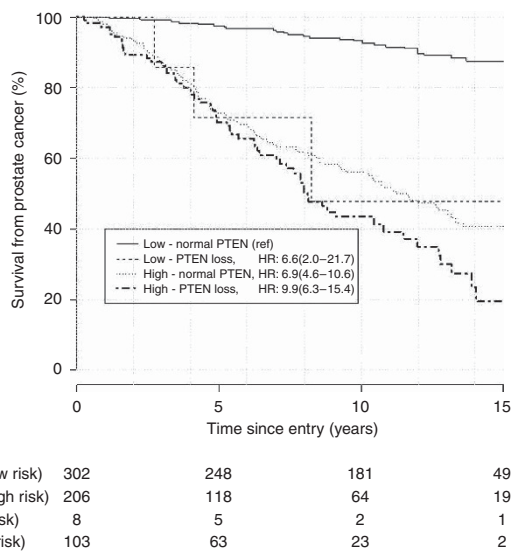 100
80
60
40
20
0
Survival from prostate cancer (%)
Low - normal PTEN (ref)
Low - PTEN loss, HR: 6.6(2.0–21.7)
High - normal PTEN, HR: 6.9(4.6–10.6)
High - PTEN loss, HR: 9.9(6.3–15.4)
0 5 10 15
Time since entry (years)
risk) 302 248 181 49
risk) 206 118 64 19
8 5 2 1
risk) 103 63 23 2